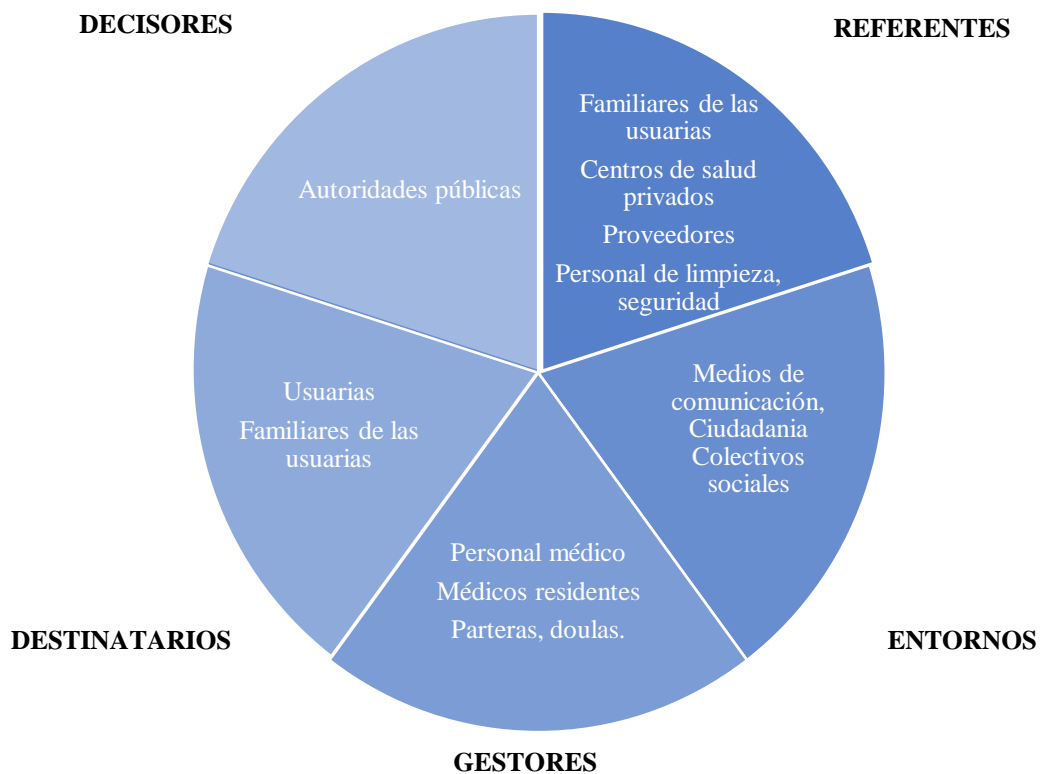 DECISORES
REFERENTES
Familiares de las
usuarias
Centros de salud
privados
Proveedores
Personal de limpieza,
seguridad
Autoridades públicas
Medios de
comunicación,
Ciudadania
Colectivos
sociales
Usuarias
Familiares de las
usuarias
Personal médico
Médicos residentes
Parteras, doulas.
DESTINATARIOS
ENTORNOS
GESTORES